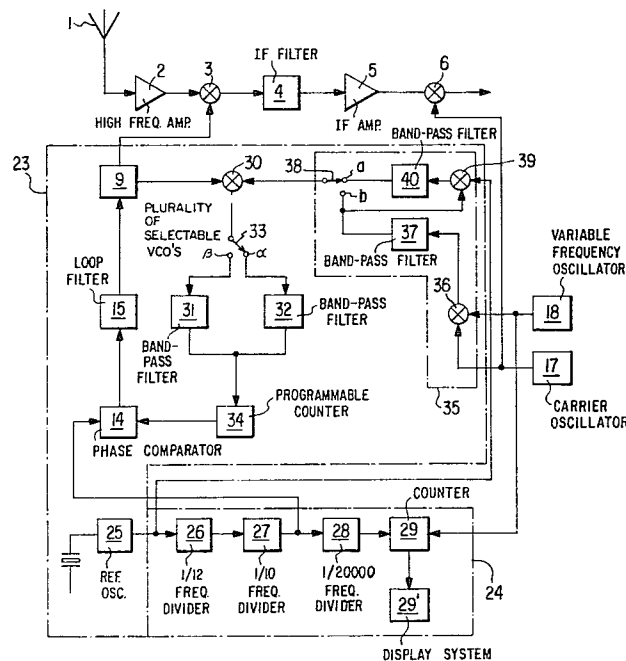 1
2
3
IF FILTER
4
5
6
HIGH FREQ. AMP.
IF AMP.
BAND-PASS FILTER
23
9
30
38
a
b
40
39
PLURALITY
OF
SELECTABLE
VCO'S
33
β
α
37
BAND-PASS FILTER
36
VARIABLE
FREQUENCY
OSCILLATOR
18
LOOP
FILTER
15
31
32
BAND-PASS
FILTER
BAND-
PASS
FILTER
17
CARRIER
OSCILLATOR
35
14
34
PROGRAMMABLE
COUNTER
PHASE COMPARATOR
COUNTER
25
26
27
28
29
REF.
OSC.
1/12
FREQ.
DIVIDER
1/10
FREQ.
DIVIDER
1/20000
FREQ.
DIVIDER
24
29'
DISPLAY SYSTEM